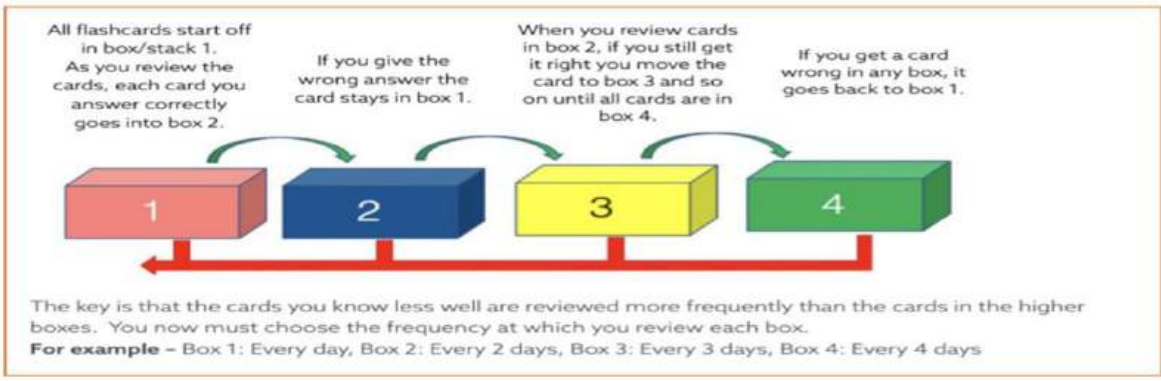 All flashcards start off
in box/stack 1.
As you review the
cards, each card you
answer correctly
goes into box 2.
If you give the
wrong answer the
card stays in box 1.
When you review cards
in box 2, if you still get
it right you move the
card to box 3 and so
on until all cards are in
box 4.
If you get a card
wrong in any box, it
goes back to box 1.
1
2
3
4
The key is that the cards you know less well are reviewed more frequently than the cards in the higher
boxes. You now must choose the frequency at which you review each box.
For example – Box 1: Every day, Box 2: Every 2 days, Box 3: Every 3 days, Box 4: Every 4 days